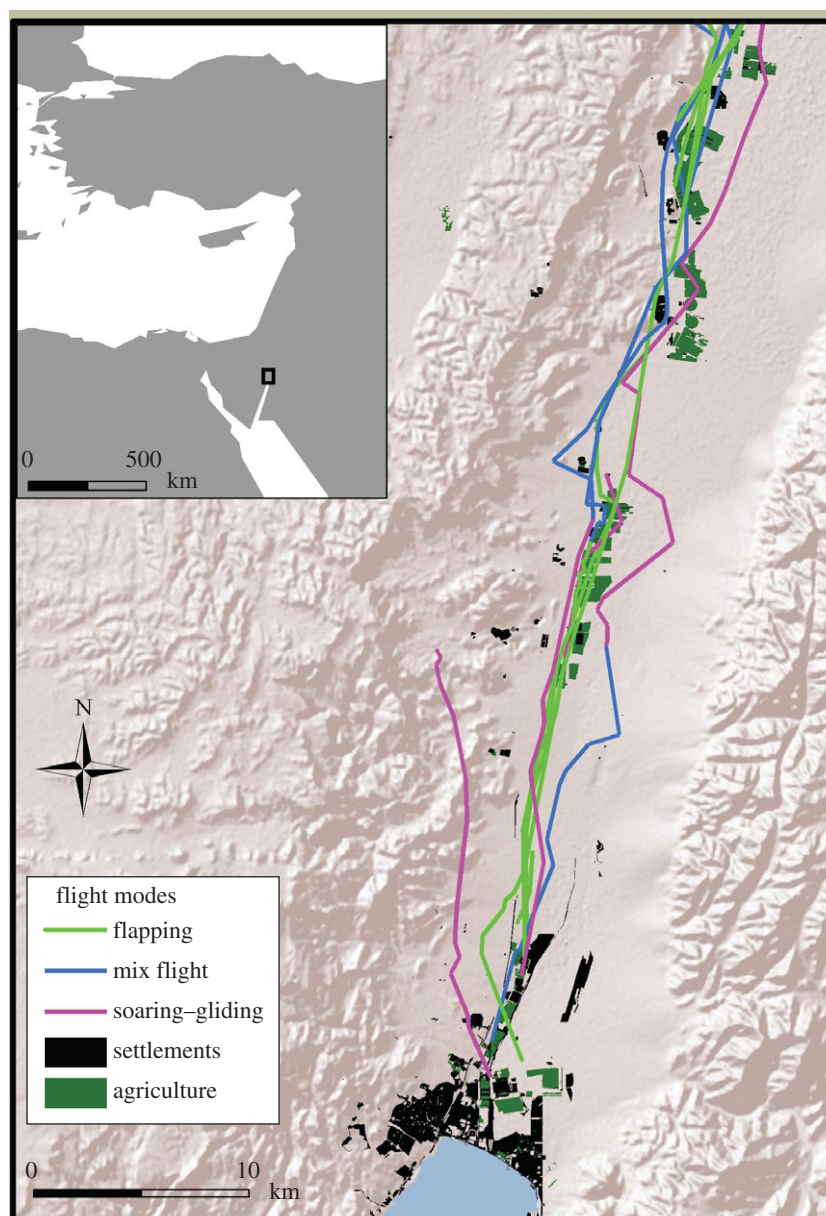 0 500
km
N
flight modes
flapping
mix flight
soaring–gliding
settlements
agriculture
0 10
km